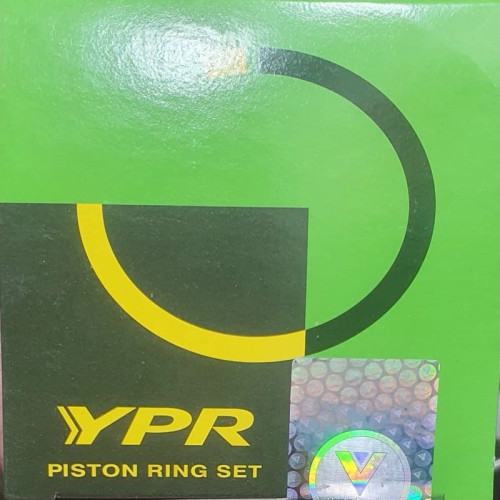 YPR
PISTON RING SET
V